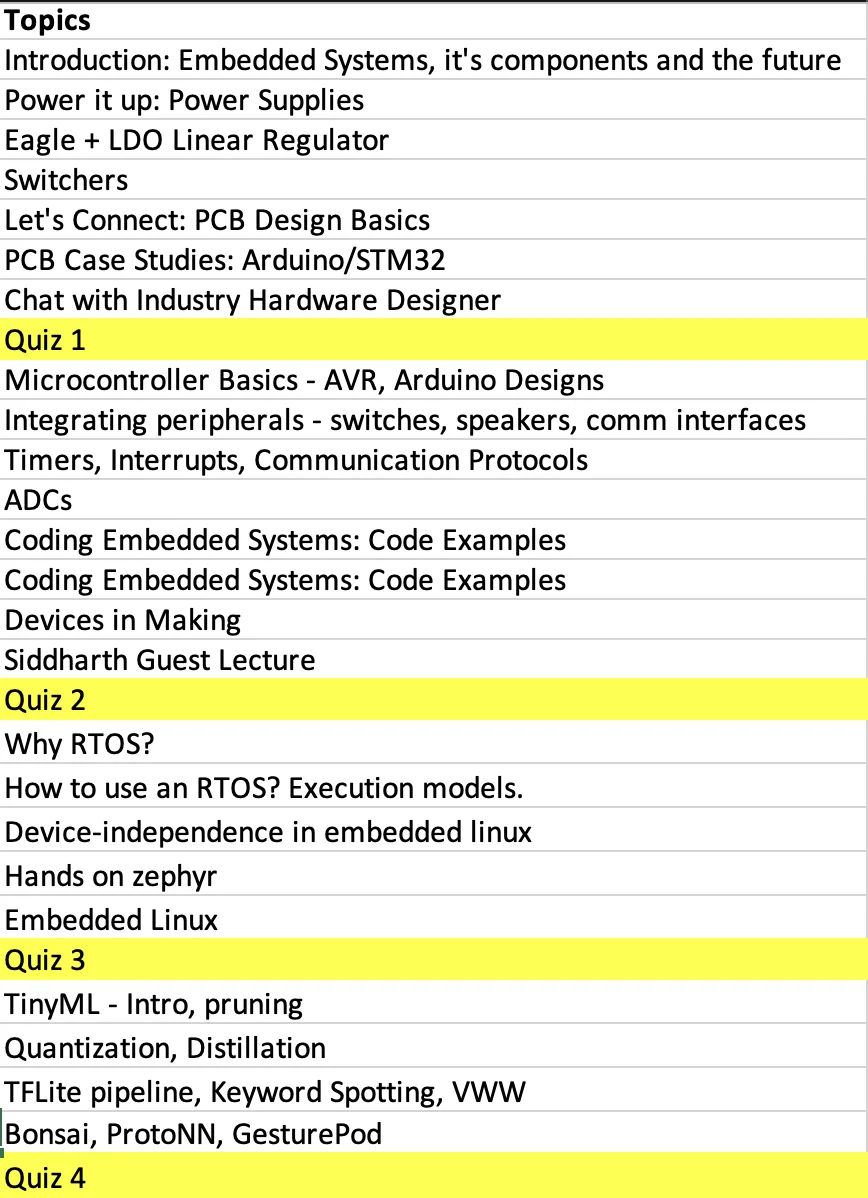 Topics
Introduction: Embedded Systems, it's components and the future
Power it up: Power Supplies
Eagle + LDO Linear Regulator
Switchers
Let's Connect: PCB Design Basics
PCB Case Studies: Arduino/STM32
Chat with Industry Hardware Designer
Quiz 1
Microcontroller Basics - AVR, Arduino Designs
Integrating peripherals - switches, speakers, comm interfaces
Timers, Interrupts, Communication Protocols
ADCs
Coding Embedded Systems: Code Examples
Coding Embedded Systems: Code Examples
Devices in Making
Siddharth Guest Lecture
Quiz 2
Why RTOS?
How to use an RTOS? Execution models.
Device-independence in embedded linux
Hands on zephyr
Embedded Linux
Quiz 3
TinyML - Intro, pruning
Quantization, Distillation
TFLite pipeline, Keyword Spotting, VWW
Bonsai, ProtoNN, GesturePod
Quiz 4